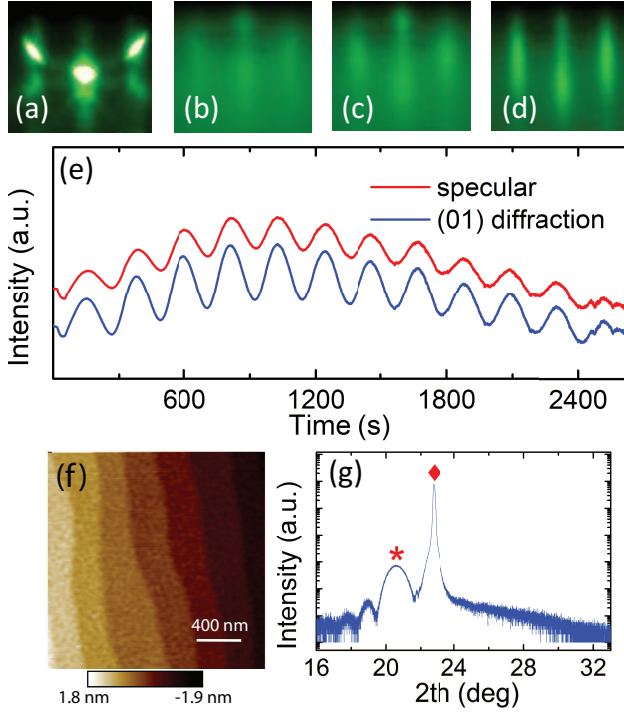 (a) (b) (c) (d)
(e)
specular
(01) diffraction
Intensity (a.u.)
600 1200 1800 2400
Time (s)
(f)
400 nm
1.8 nm -1.9 nm
(g)
*
Intensity (a.u.)
16 20 24 28 32
2th (deg)